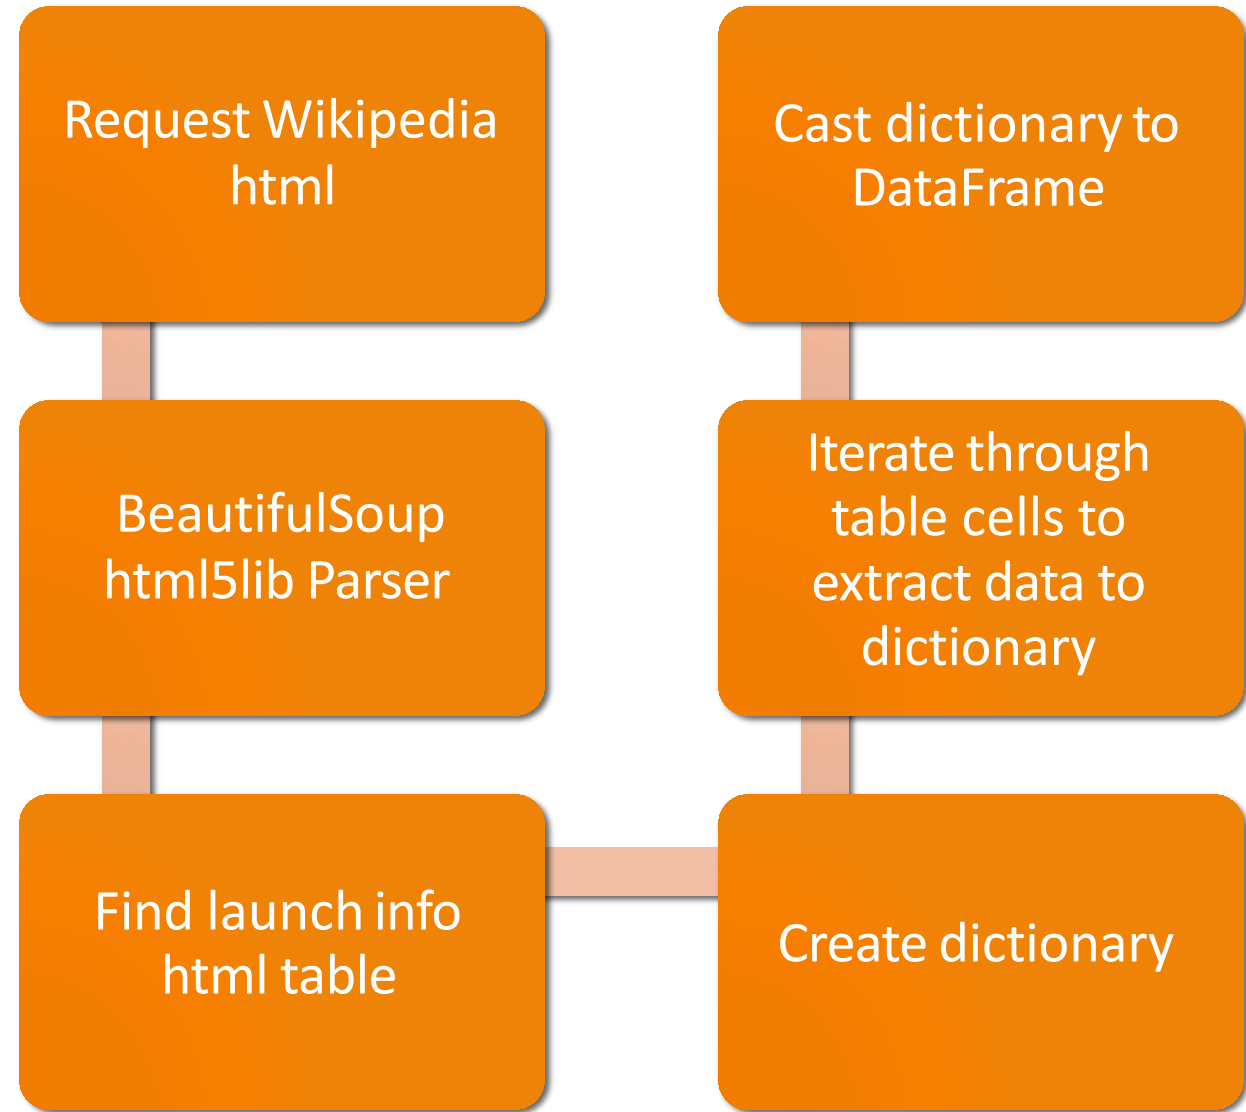 Request Wikipedia
html
BeautifulSoup
html5lib Parser
Find launch info
html table
Create dictionary
Iterate through
table cells to
extract data to
dictionary
Cast dictionary to
DataFrame